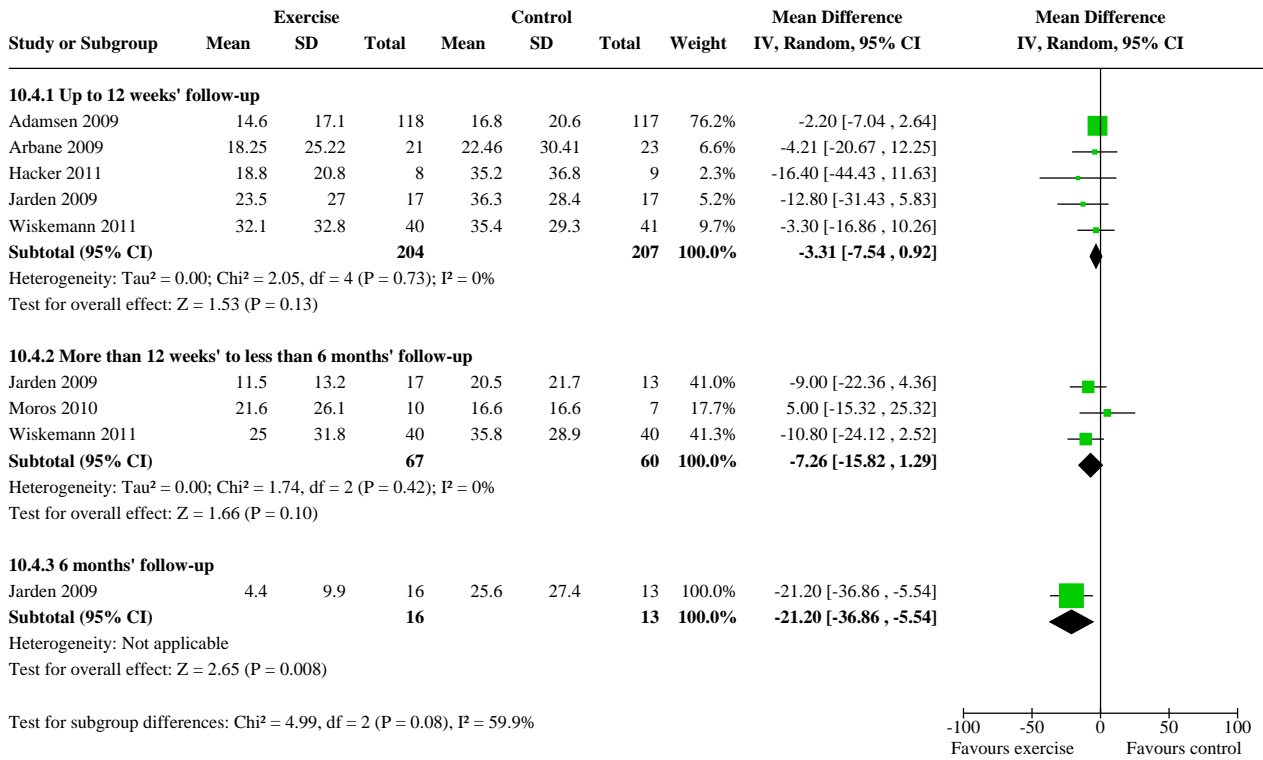 Exercise Control Mean Difference Mean Difference
Study or Subgroup Mean SD Total Mean SD Total Weight IV, Random, 95% CI IV, Random, 95% CI
10.4.1 Up to 12 weeks' follow-up
Adamsen 2009 14.6 17.1 118 16.8 20.6 117 76.2% -2.20 [-7.04 , 2.64]
Arbane 2009 18.25 25.22 21 22.46 30.41 23 6.6% -4.21 [-20.67 , 12.25]
Hacker 2011 18.8 20.8 8 35.2 36.8 9 2.3% -16.40 [-44.43 , 11.63]
Jarden 2009 23.5 27 17 36.3 28.4 17 5.2% -12.80 [-31.43 , 5.83]
Wiskemann 2011 32.1 32.8 40 35.4 29.3 41 9.7% -3.30 [-16.86 , 10.26]
Subtotal (95% CI) 204 207 100.0% -3.31 [-7.54 , 0.92]
Heterogeneity: Tau² = 0.00; Chi² = 2.05, df = 4 (P = 0.73); I² = 0%
Test for overall effect: Z = 1.53 (P = 0.13)
10.4.2 More than 12 weeks' to less than 6 months' follow-up
Jarden 2009 11.5 13.2 17 20.5 21.7 13 41.0% -9.00 [-22.36 , 4.36]
Moros 2010 21.6 26.1 10 16.6 16.6 7 17.7% 5.00 [-15.32 , 25.32]
Wiskemann 2011 25 31.8 40 35.8 28.9 40 41.3% -10.80 [-24.12 , 2.52]
Subtotal (95% CI) 67 60 100.0% -7.26 [-15.82 , 1.29]
Heterogeneity: Tau² = 0.00; Chi² = 1.74, df = 2 (P = 0.42); I² = 0%
Test for overall effect: Z = 1.66 (P = 0.10)
10.4.3 6 months' follow-up
Jarden 2009 4.4 9.9 16 25.6 27.4 13 100.0% -21.20 [-36.86 , -5.54]
Subtotal (95% CI) 16 13 100.0% -21.20 [-36.86 , -5.54]
Heterogeneity: Not applicable
Test for overall effect: Z = 2.65 (P = 0.008)
Test for subgroup differences: Chi² = 4.99, df = 2 (P = 0.08), I² = 59.9%
-100 -50 0 50 100
Favours exercise Favours control